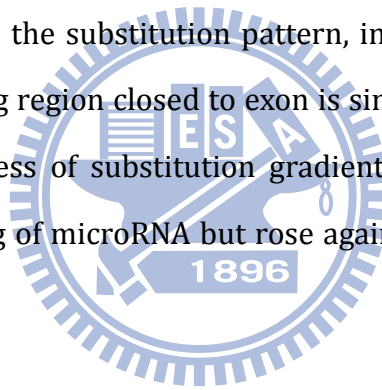 the substitution pattern, in
g region closed to exon is sin
ess of substitution gradient
g of microRNA but rose again
E S A
1896